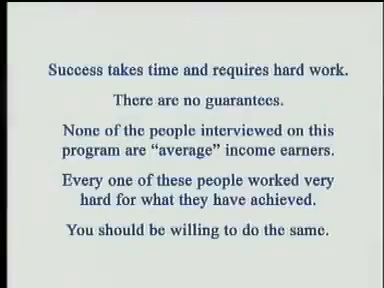 Success takes time and requires hard work.
There are no guarantees.
None of the people interviewed on this
program are “average” income earners.
Every one of these people worked very
hard for what they have achieved.
You should be willing to do the same.